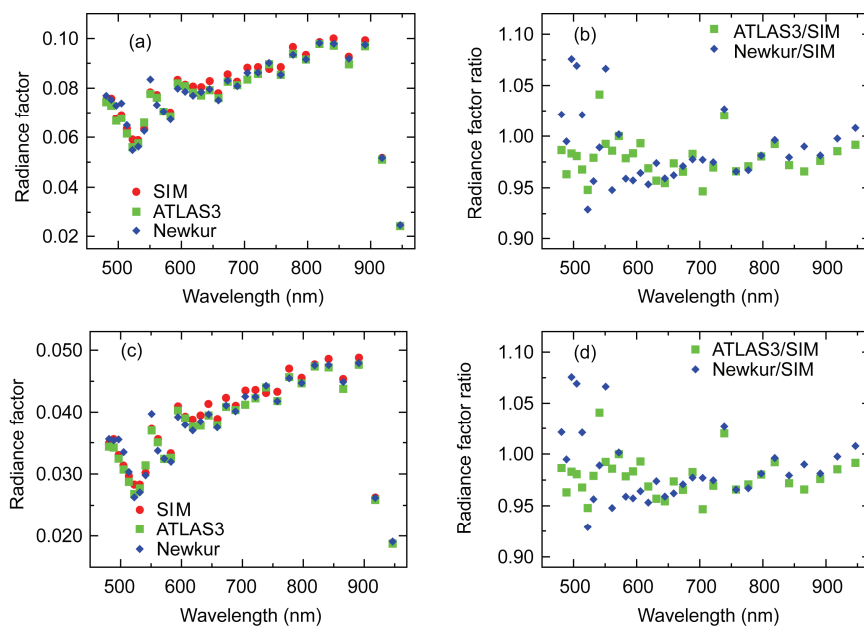 (a)
0.10
0.08
0.06
0.04
0.02
Radiance factor
SIM
ATLAS3
Newkur
500 600 700 800 900
Wavelength (nm)
(b)
ATLAS3/SIM
Newkur/SIM
1.10
1.05
1.00
0.95
0.90
Radiance factor ratio
500 600 700 800 900
Wavelength (nm)
(c)
0.050
0.040
0.030
0.020
Radiance factor
SIM
ATLAS3
Newkur
500 600 700 800 900
Wavelength (nm)
(d)
ATLAS3/SIM
Newkur/SIM
1.10
1.05
1.00
0.95
0.90
Radiance factor ratio
500 600 700 800 900
Wavelength (nm)